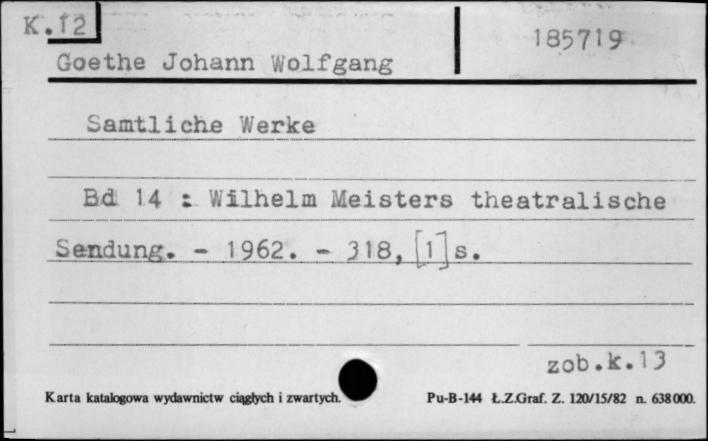 K.12
185719
Goethe Johann Wolfgang
Samtliche Werke
Bd 14 : Wilhelm Meisters theatralische
Sendung. - 1962. - 318, [1] s.
zob.k.13
Karta katalogowa wydawnictw ciągłych i zwartych.
Pu-B-144 Ł.Z.Graf. Z. 120/15/82 n. 638000.